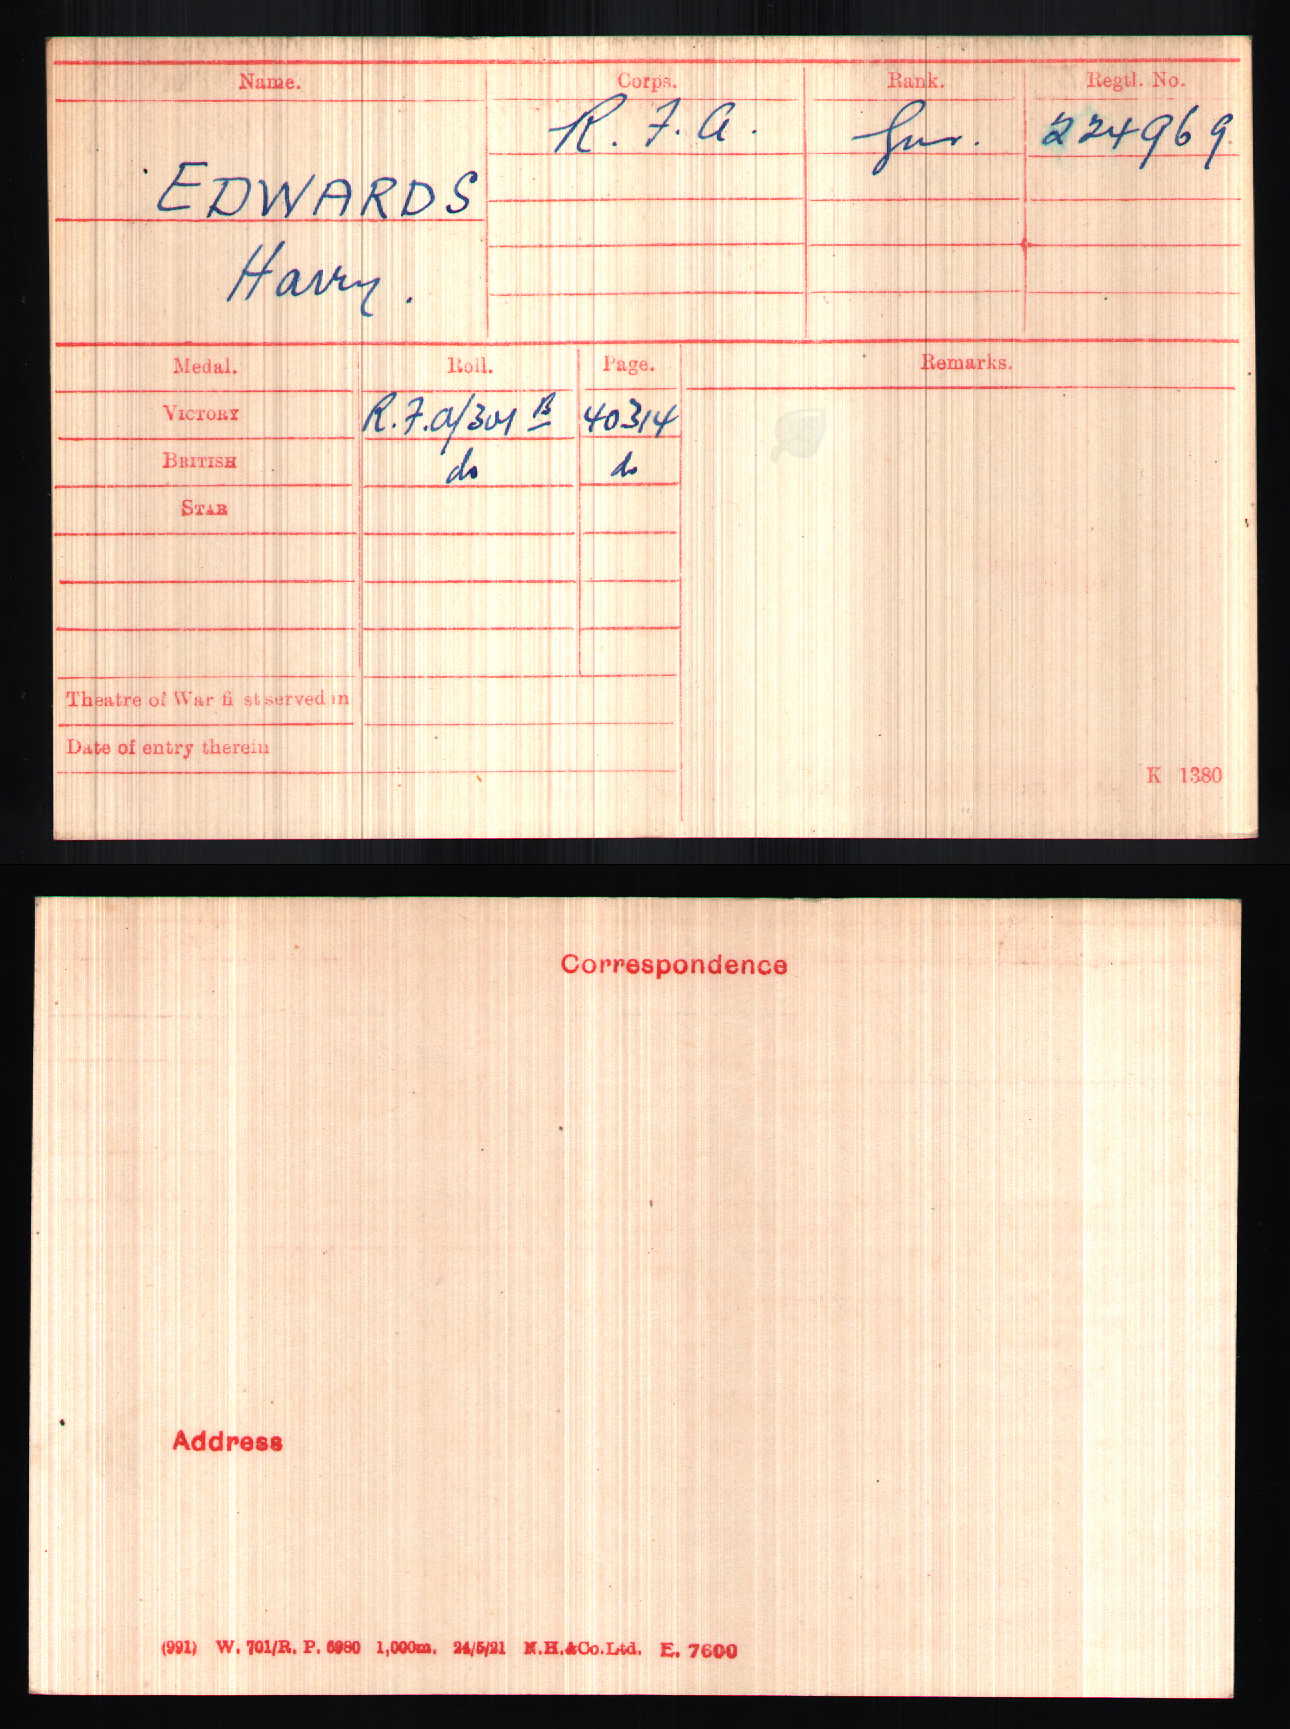 Name. Corps. Rank. Regtl. No.
R. F. A. Gnr. 224969
EDWARDS
Harry.
Medal. Roll. Page. Remarks.
VICTORY R.F.A/301 B 40314
BRITISH do do
STAR
Theatre of War fi st served in
Date of entry therein
K 1380
Correspondence
Address
(991) W. 701/R. P. 6980 1,000m. 24/5/21 N.H.&Co.Ltd. E. 7600